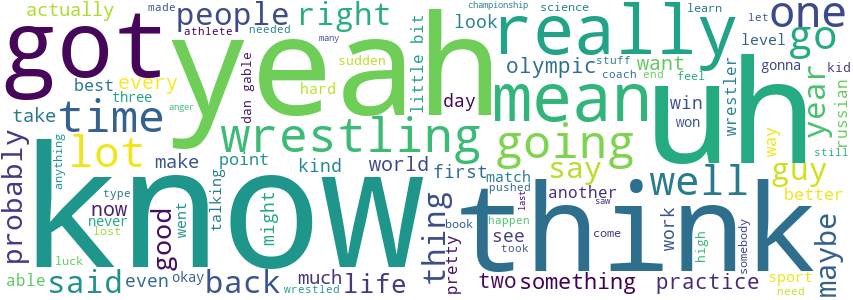 actually
people
right
look
championship
science
learn
made
athlete
needed
let
one
got
yeah
really
go
many
sudden
little bit
olympic
stuff
want
level
gonna
every
best
three
hard
dan gable
coach
end
feel
kid
take
time
anger
day
mean
wrestler
win
won
uh
year
russian
still
way
wrestling
going
lot
probably
anything
make
point
kind
world
first
match
say
guy
know
think
well
another
pushed
better
type
now
never
lost
good
went
talking
might
thing
pretty
book
last
see
happen
took
saw
come
work
high
somebody
maybe
luck
able
said
even
okay
back
wrestled
much
life
two
something
practice
sport
need